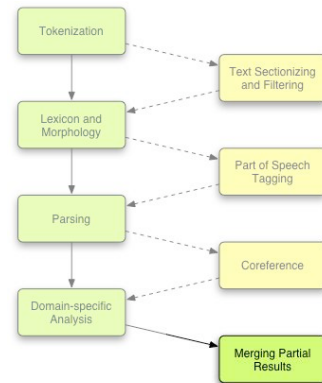 Tokenization
Text Sectionizing
and Filtering
Lexicon and
Morphology
Part of Speech
Tagging
Parsing
Coreference
Domain-specific
Analysis
Merging Partial
Results